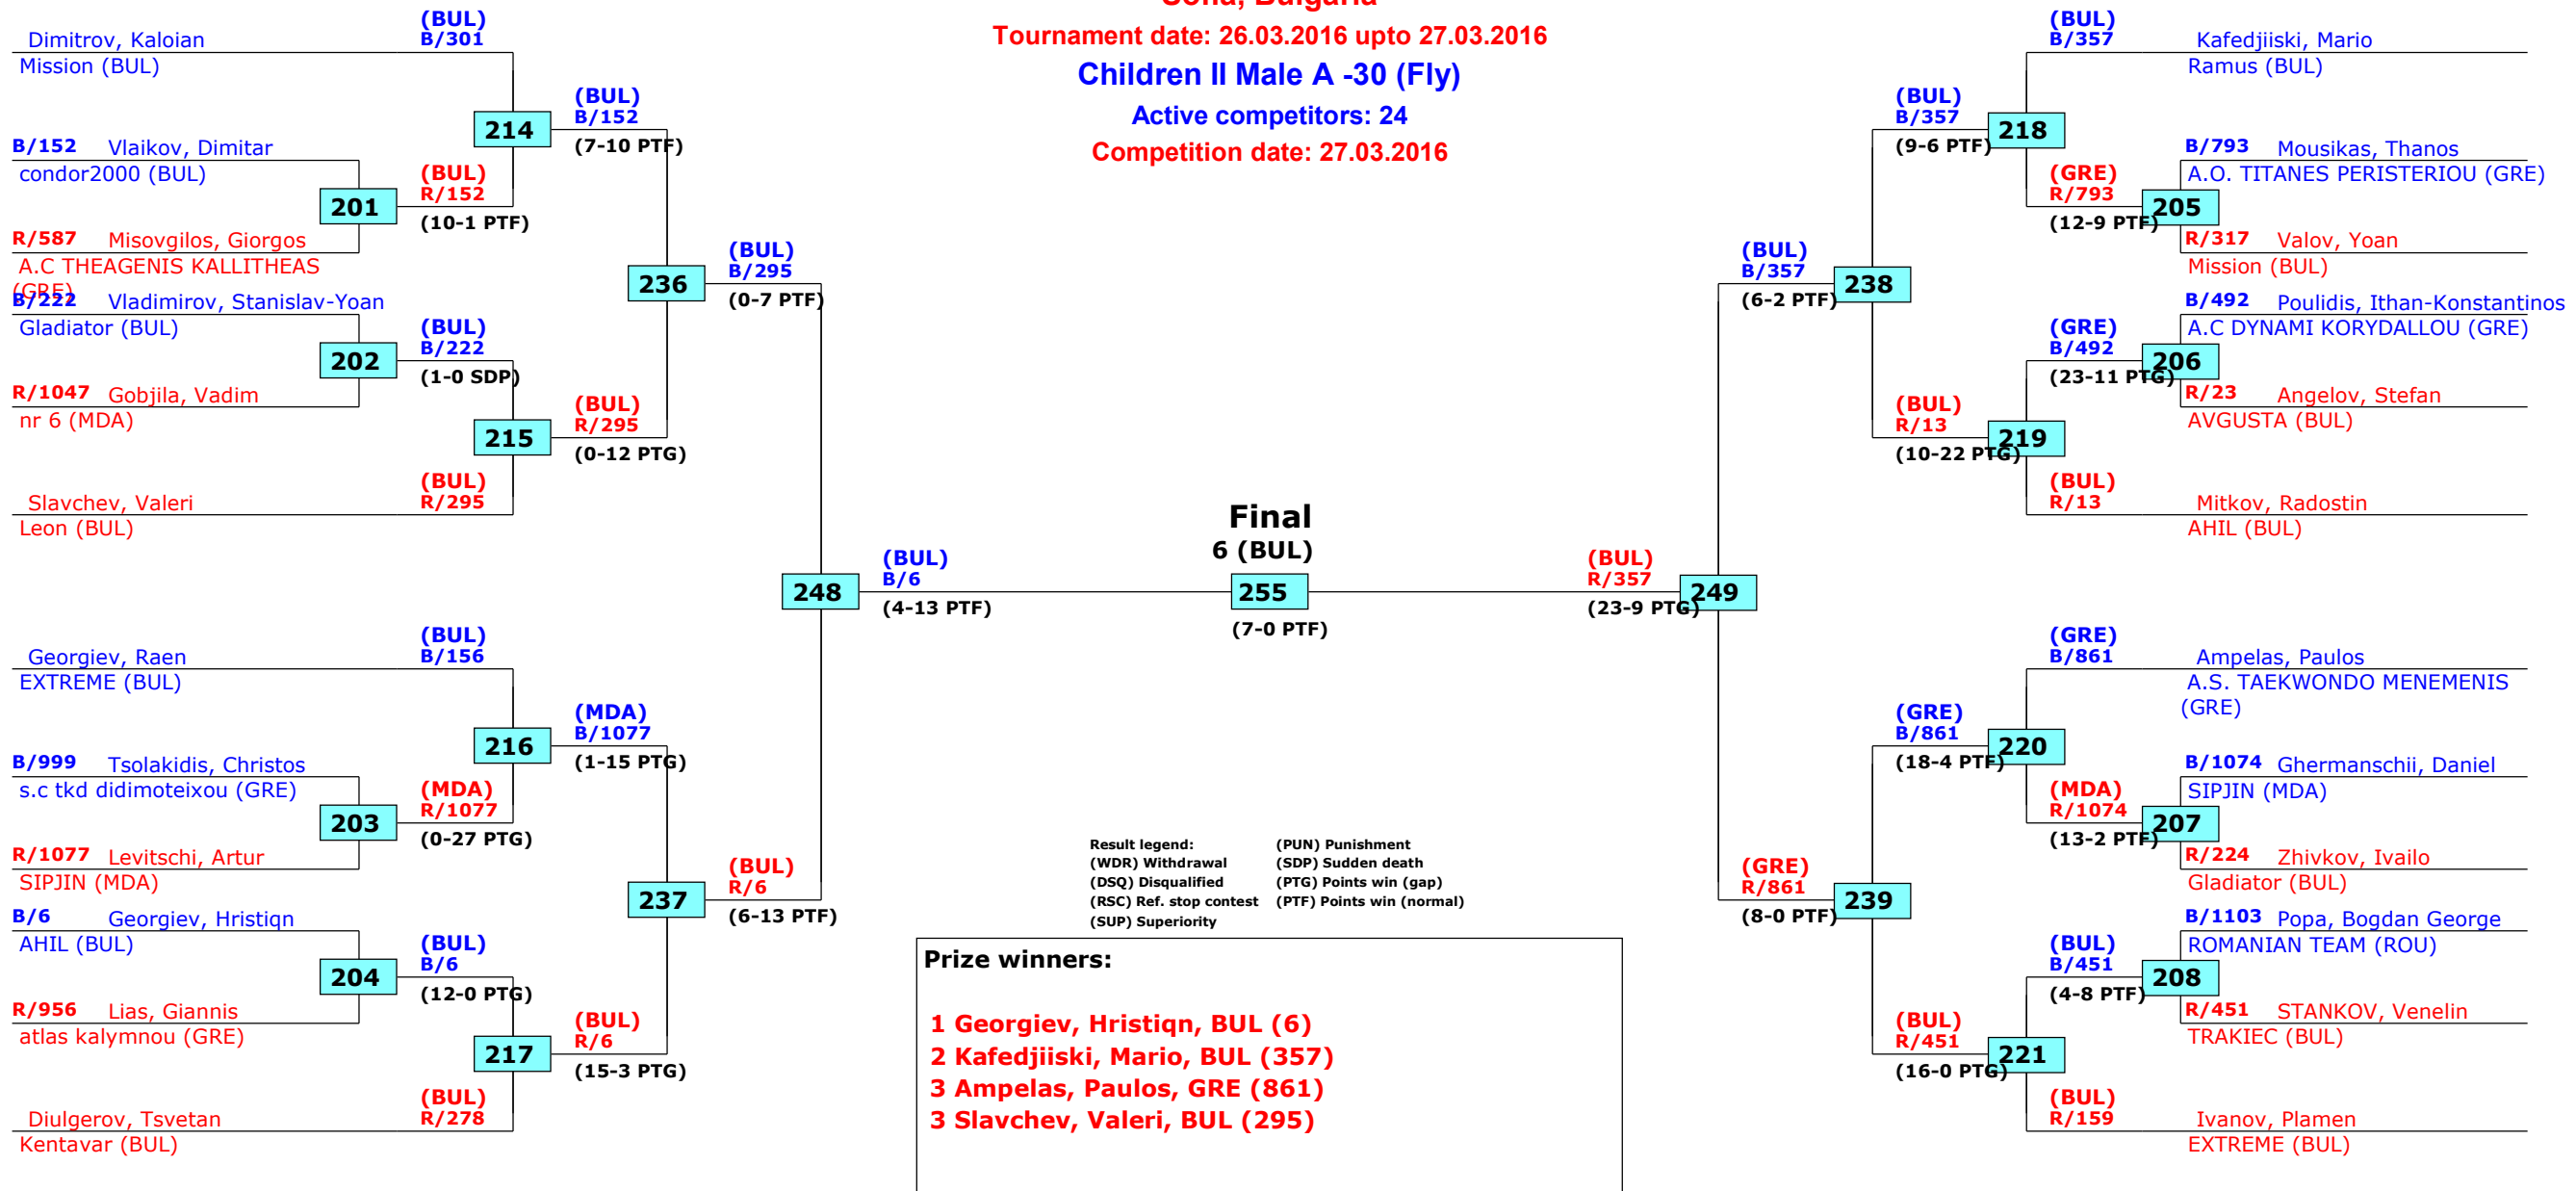 Sofia, Bulgaria
Tournament date: 26.03.2016 upto 27.03.2016
Children II Male A -30 (Fly)
Active competitors: 24
Competition date: 27.03.2016
(BUL)
B/301
Dimitrov, Kaloian
Mission (BUL)
B/152 Vlaikov, Dimitar
condor2000 (BUL)
R/587 Misovgilos, Giorgos
A.C THEAGENIS KALLITHEAS
(GRE)
201
(BUL)
R/152
(10-1 PTF)
214
(BUL)
B/152
(7-10 PTF)
B/222 Vladimirov, Stanislav-Yoan
Gladiator (BUL)
R/1047 Gobjila, Vadim
nr 6 (MDA)
202
(BUL)
B/222
(1-0 SDP)
215
(BUL)
R/295
(0-12 PTG)
Slavchev, Valeri
Leon (BUL)
(BUL)
R/295
236
(BUL)
B/295
(0-7 PTF)
(BUL)
B/156
Georgiev, Raen
EXTREME (BUL)
B/999 Tsolakidis, Christos
s.c tkd didimoteixou (GRE)
R/1077 Levitschi, Artur
SIPJIN (MDA)
203
(MDA)
R/1077
(0-27 PTG)
216
(MDA)
B/1077
(1-15 PTG)
B/6 Georgiev, Hristiqn
AHIL (BUL)
R/956 Lias, Giannis
atlas kalymnou (GRE)
204
(BUL)
B/6
(12-0 PTG)
217
(BUL)
R/6
(15-3 PTG)
Diulgerov, Tsvetan
Kentavar (BUL)
(BUL)
R/278
237
(BUL)
R/6
(6-13 PTF)
248
(BUL)
B/6
(4-13 PTF)
Final
6 (BUL)
255
(7-0 PTF)
(BUL)
R/357
(23-9 PTG)
249
(BUL)
B/357
(6-2 PTF)
238
(BUL)
B/357
(9-6 PTF)
218
(BUL)
B/357
Kafedjiiski, Mario
Ramus (BUL)
(GRE)
R/793
(12-9 PTF)
205
B/793 Mousikas, Thanos
A.O. TITANES PERISTERIOU (GRE)
R/317 Valov, Yoan
Mission (BUL)
(BUL)
R/13
(10-22 PTG)
219
(GRE)
B/492
(23-11 PTG)
206
B/492 Poulidis, Ithan-Konstantinos
A.C DYNAMI KORYDALLOU (GRE)
R/23 Angelov, Stefan
AVGUSTA (BUL)
(BUL)
R/13
Mitkov, Radostin
AHIL (BUL)
(GRE)
R/861
(8-0 PTF)
239
(GRE)
B/861
(18-4 PTF)
220
(GRE)
B/861
Ampelas, Paulos
A.S. TAEKWONDO MENEMENIS
(GRE)
(MDA)
R/1074
(13-2 PTF)
207
B/1074 Ghermanschii, Daniel
SIPJIN (MDA)
R/224 Zhivkov, Ivailo
Gladiator (BUL)
(BUL)
R/451
(16-0 PTG)
221
(BUL)
B/451
(4-8 PTF)
208
B/1103 Popa, Bogdan George
ROMANIAN TEAM (ROU)
R/451 STANKOV, Venelin
TRAKIEC (BUL)
(BUL)
R/159
Ivanov, Plamen
EXTREME (BUL)
Result legend: (PUN) Punishment
(WDR) Withdrawal (SDP) Sudden death
(DSQ) Disqualified (PTG) Points win (gap)
(RSC) Ref. stop contest (PTF) Points win (normal)
(SUP) Superiority
Prize winners:
1 Georgiev, Hristiqn, BUL (6)
2 Kafedjiiski, Mario, BUL (357)
3 Ampelas, Paulos, GRE (861)
3 Slavchev, Valeri, BUL (295)